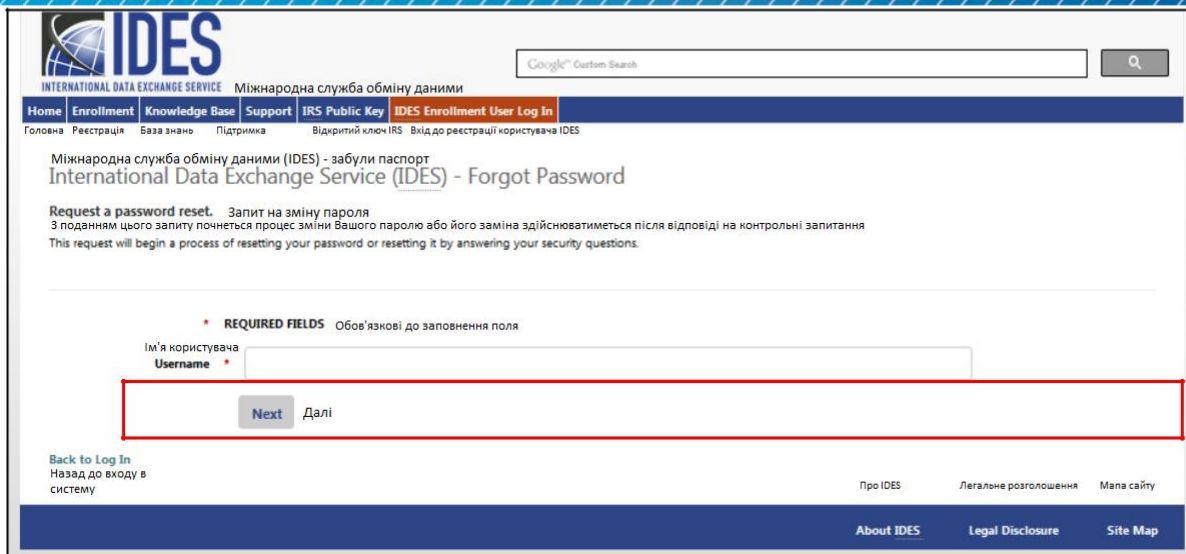 IDES
INTERNATIONAL DATA EXCHANGE SERVICE Міжнародна служба обміну даними
Google™ Custom Search
Home Enrollment Knowledge Base Support IRS Public Key IDES Enrollment User Log In
Головна Реєстрація База знань Підтримка Відкритий ключ IRS Вхід до реєстрації користувача IDES
Міжнародна служба обміну даними (IDES) - забули паспорт
International Data Exchange Service (IDES) - Forgot Password
Request a password reset. Запит на зміну пароля
З поданням цього запиту почнеться процес зміни Вашого паролю або його заміна здійснюватиметься після відповіді на контрольні запитання
This request will begin a process of resetting your password or resetting it by answering your security questions.
* REQUIRED FIELDS Обов'язкові до заповнення поля
Ім'я користувача
Username *
Next Далі
Back to Log In
Назад до входу в
систему
Про IDES Легальне розголошення Мапа сайту
About IDES Legal Disclosure Site Map